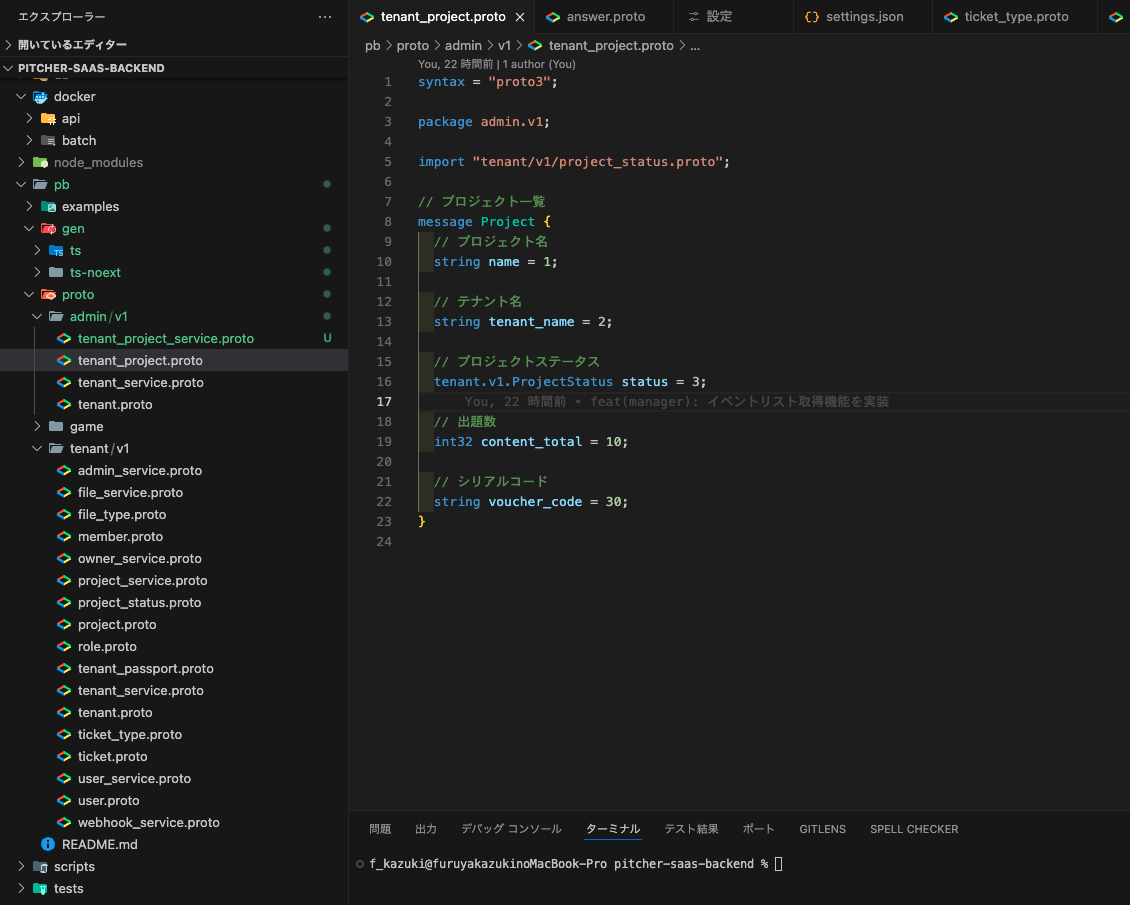 エクスプローラー
開いているエディター
PITCHER-SAAS-BACKEND
docker
api
batch
node_modules
pb
examples
gen
ts
ts-noext
proto
admin/v1
tenant_project_service.proto U
tenant_project.proto
tenant_service.proto
tenant.proto
game
tenant/v1
admin_service.proto
file_service.proto
file_type.proto
member.proto
owner_service.proto
project_service.proto
project_status.proto
project.proto
role.proto
tenant_passport.proto
tenant_service.proto
tenant.proto
ticket_type.proto
ticket.proto
user_service.proto
user.proto
webhook_service.proto
README.md
scripts
tests
tenant_project.proto answer.proto 設定 settings.json ticket_type.proto
pb > proto > admin > v1 > tenant_project.proto > ...
You, 22 時間前 | 1 author (You)
1 syntax = "proto3";
2
3 package admin.v1;
4
5 import "tenant/v1/project_status.proto";
6
7 // プロジェクト一覧
8 message Project {
9 // プロジェクト名
10 string name = 1;
11
12 // テナント名
13 string tenant_name = 2;
14
15 // プロジェクトステータス
16 tenant.v1.ProjectStatus status = 3;
17 You, 22 時間前 • feat(manager): イベントリスト取得機能を実装
18 // 出題数
19 int32 content_total = 10;
20
21 // シリアルコード
22 string voucher_code = 30;
23 }
24
問題 出力 デバッグ コンソール ターミナル テスト結果 ポート GITLENS SPELL CHECKER
f_kazuki@furuyakazukinoMacBook-Pro pitcher-saas-backend %